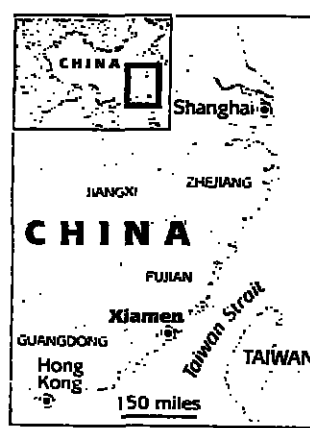 CHINA
Shanghai
JIANGXI
ZHEJIANG
CHINA
FUJIAN
Xiamen
Taiwan Strait
GUANGDONG
TAIWAN
Hong
Kong
150 miles